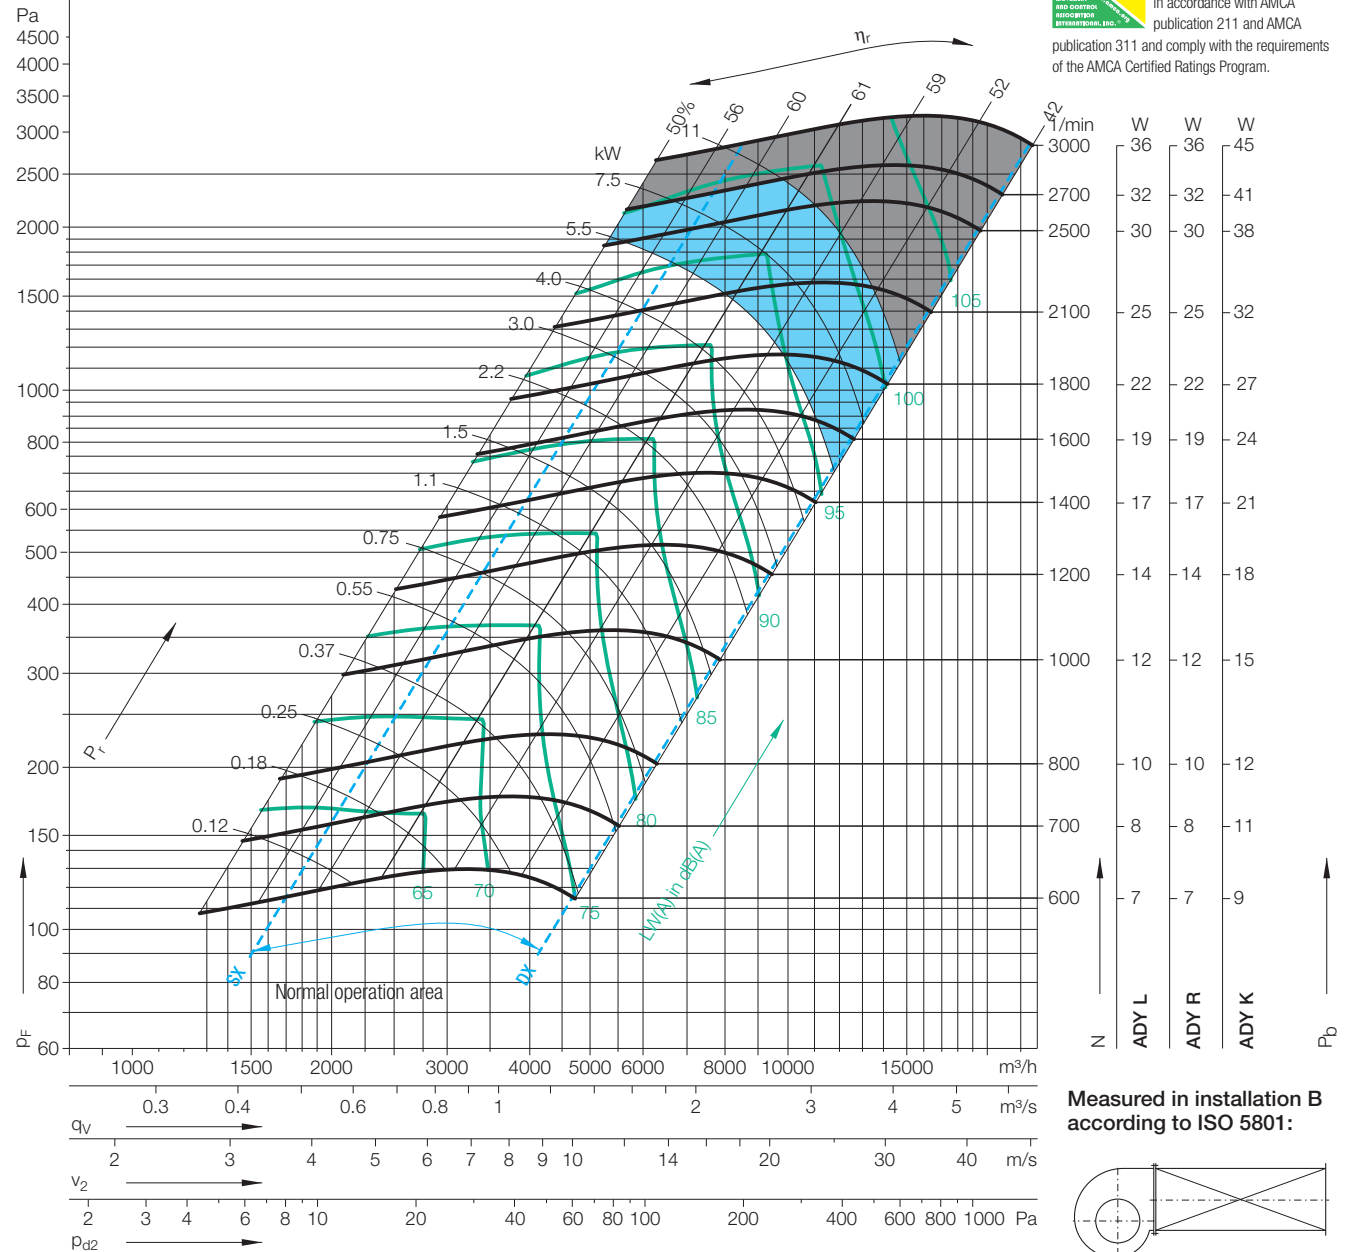 Pa
4500
4000
3500
3000
2500
2000
1500
1000
800
600
500
400
300
200
150
100
80
60
pF
AND CONTROL
ASSOCIATION
INTERNATIONAL, INC.®
in accordance with AMCA
publication 211 and AMCA
publication 311 and comply with the requirements
of the AMCA Certified Ratings Program.
ηr
50%
56
60
61
59
52
42
kW
11
7.5
5.5
4.0
3.0
2.2
1.5
1.1
0.75
0.55
0.37
0.25
0.18
0.12
Pr
105
100
95
90
85
80
75
70
65
LW(A) in dB(A)
sx
dx
Normal operation area
1/min W W W
3000 36 36 45
2700 32 32 41
2500 30 30 38
2100 25 25 32
1800 22 22 27
1600 19 19 24
1400 17 17 21
1200 14 14 18
1000 12 12 15
800 10 10 12
700 8 8 11
600 7 7 9
N
ADY L
ADY R
ADY K
Pb
1000 1500 2000 3000 4000 5000 6000 8000 10000 15000 m³/h
0.3 0.4 0.6 0.8 1 2 3 4 5 m³/s
qV
2 3 4 5 6 7 8 9 10 14 20 30 40 m/s
v2
2 3 4 6 8 10 20 40 60 80 100 200 400 600 800 1000 Pa
pd2
Measured in installation B
according to ISO 5801: